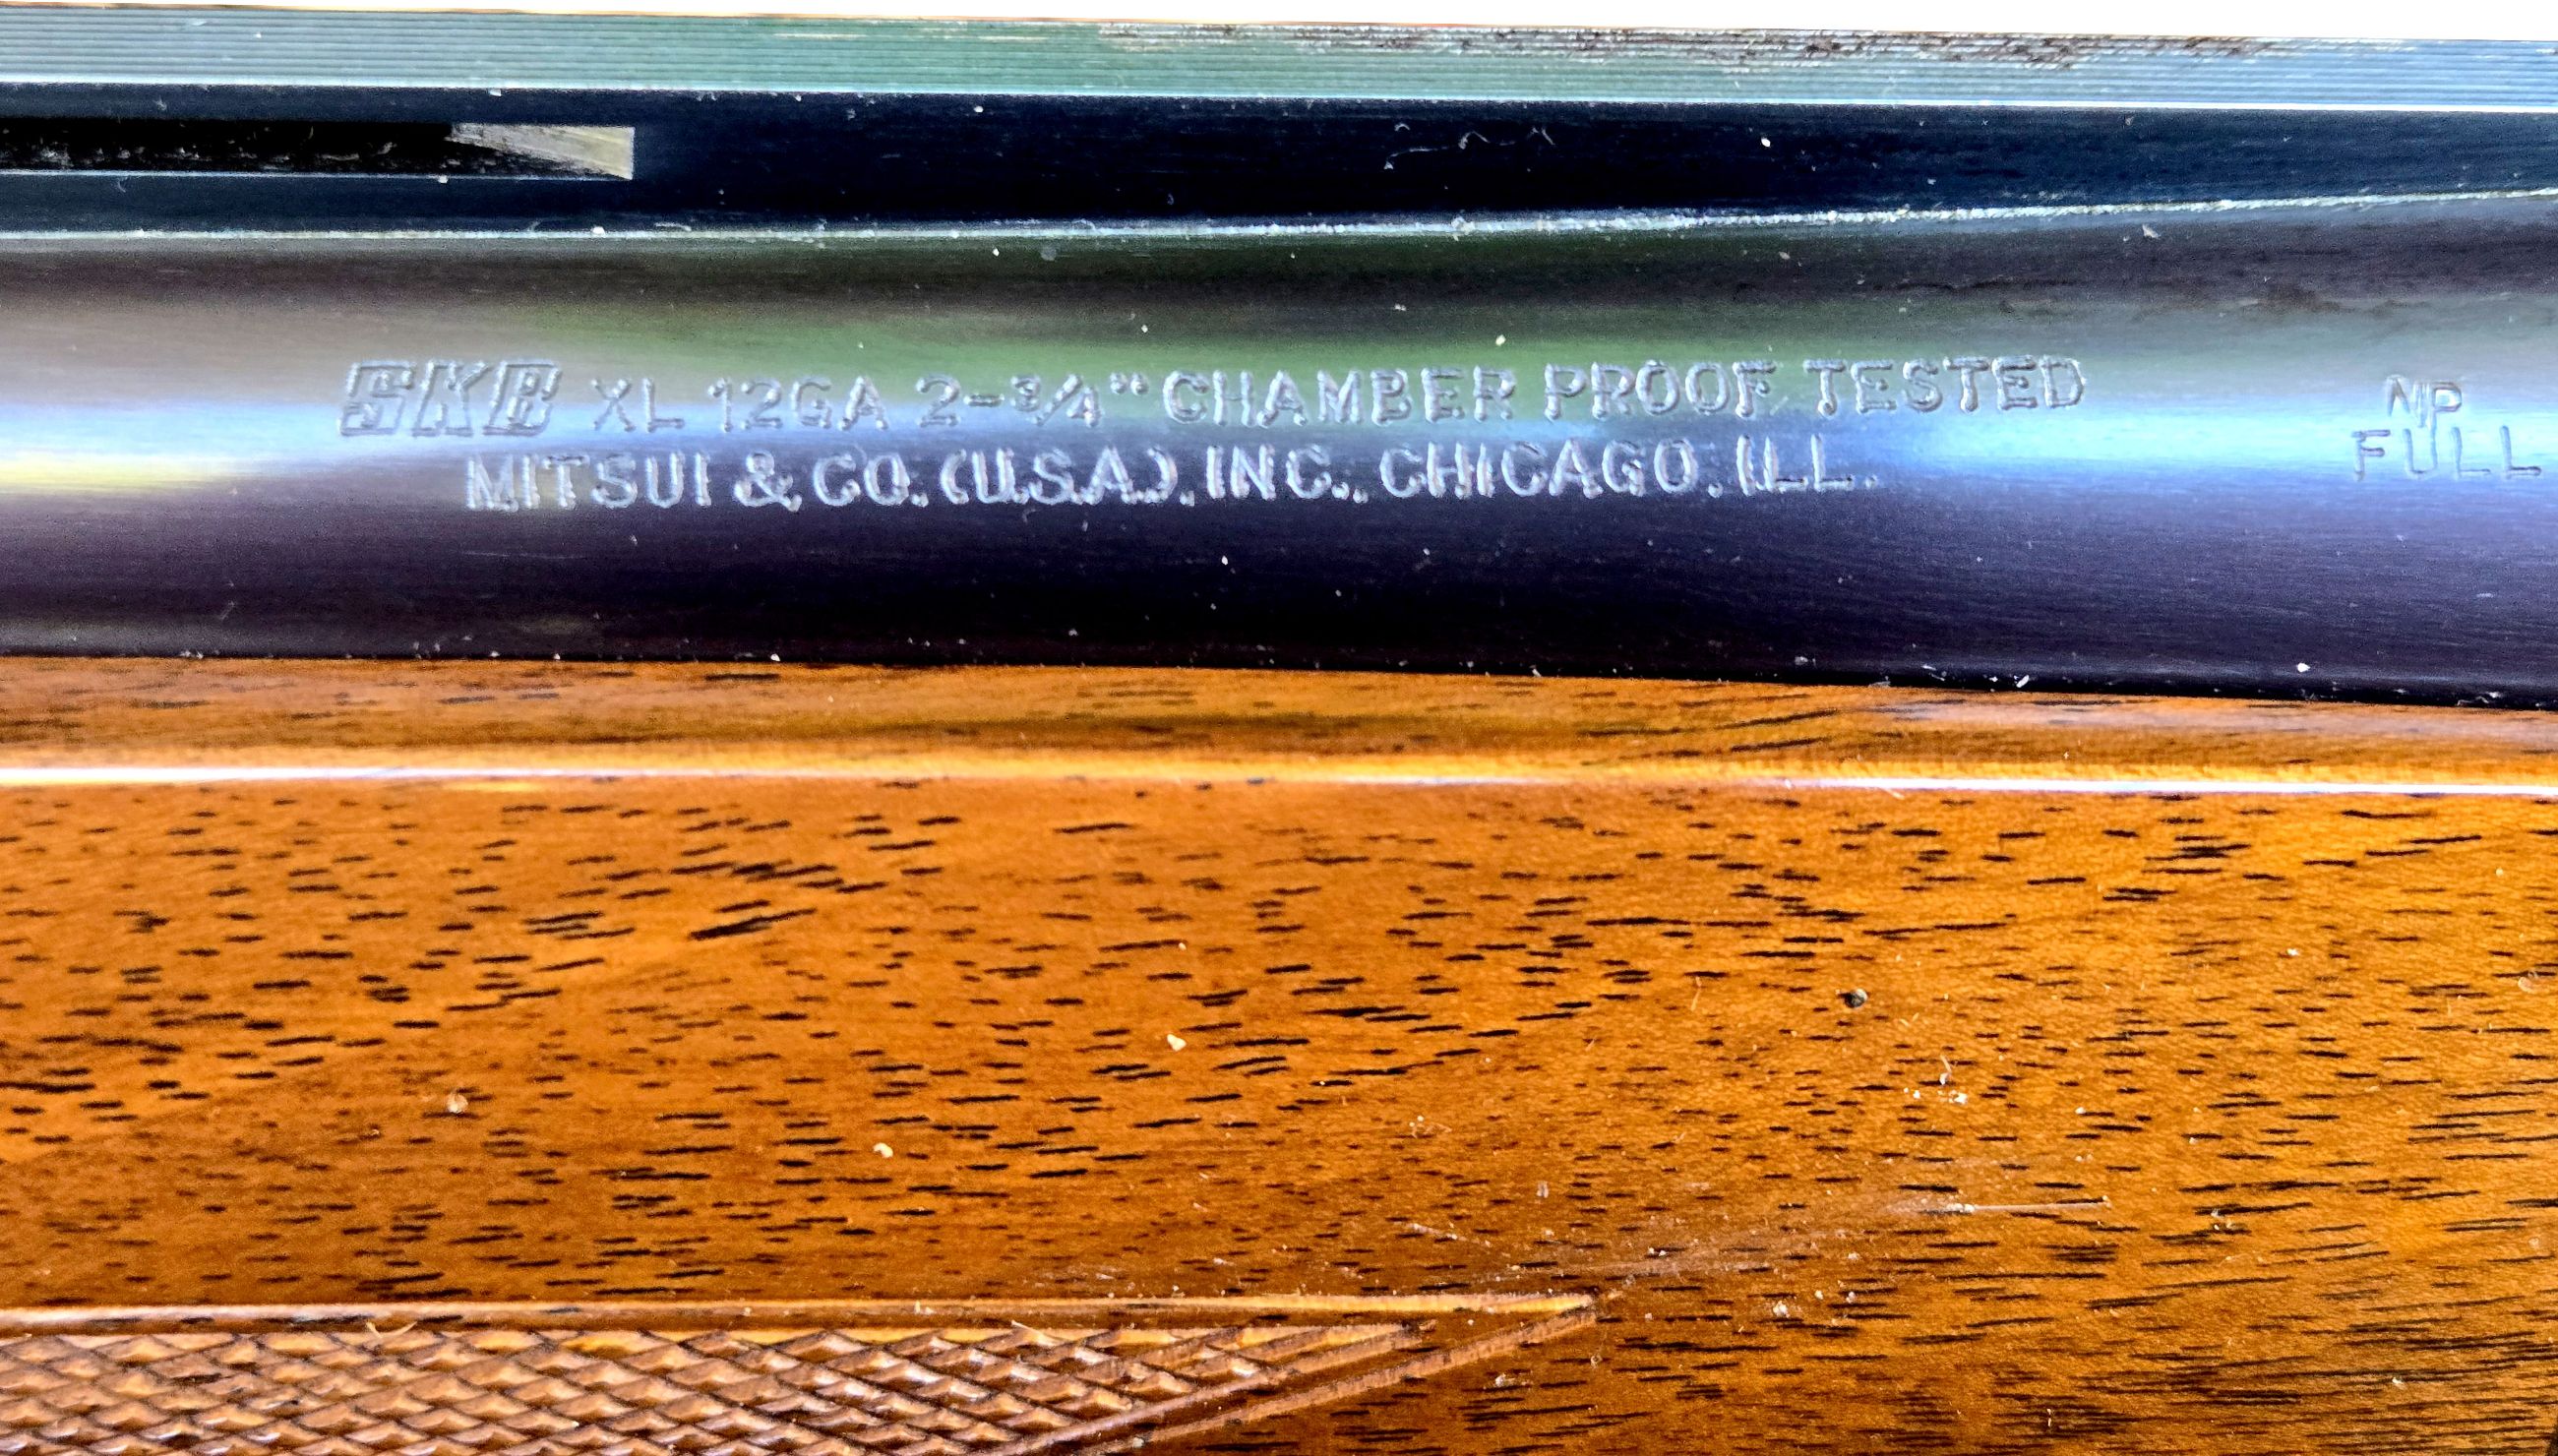 SKB XL 12GA 2-3/4" CHAMBER PROOF TESTED
MITSUI & CO. (U.S.A.), INC., CHICAGO, ILL.
NP
FULL